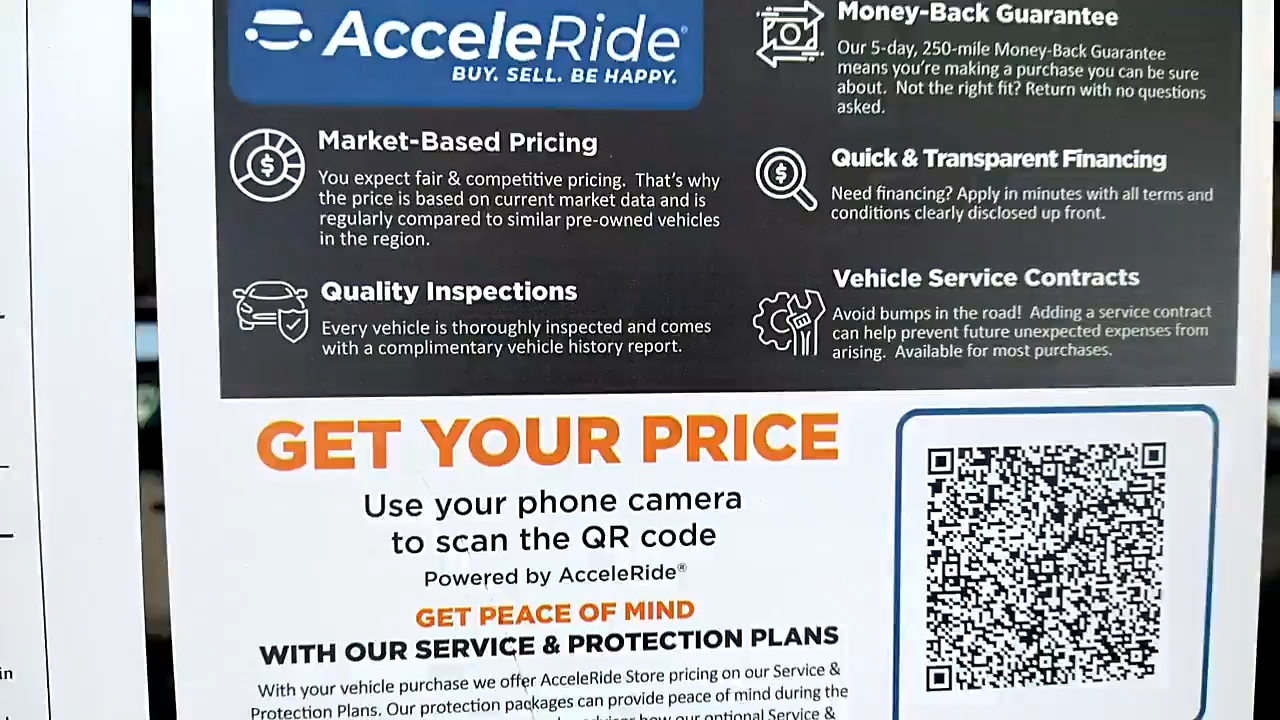 AcceleRide®
BUY. SELL. BE HAPPY.
Market-Based Pricing
You expect fair & competitive pricing. That's why
the price is based on current market data and is
regularly compared to similar pre-owned vehicles
in the region.
Quality Inspections
Every vehicle is thoroughly inspected and comes
with a complimentary vehicle history report.
Money-Back Guarantee
Our 5-day, 250-mile Money-Back Guarantee
means you're making a purchase you can be sure
about. Not the right fit? Return with no questions
asked.
Quick & Transparent Financing
Need financing? Apply in minutes with all terms and
conditions clearly disclosed up front.
Vehicle Service Contracts
Avoid bumps in the road! Adding a service contract
can help prevent future unexpected expenses from
arising. Available for most purchases.
GET YOUR PRICE
Use your phone camera
to scan the QR code
Powered by AcceleRide®
GET PEACE OF MIND
WITH OUR SERVICE & PROTECTION PLANS
With your vehicle purchase we offer AcceleRide Store pricing on our Service &
Protection Plans. Our protection packages can provide peace of mind during the
how our optional Service &
in